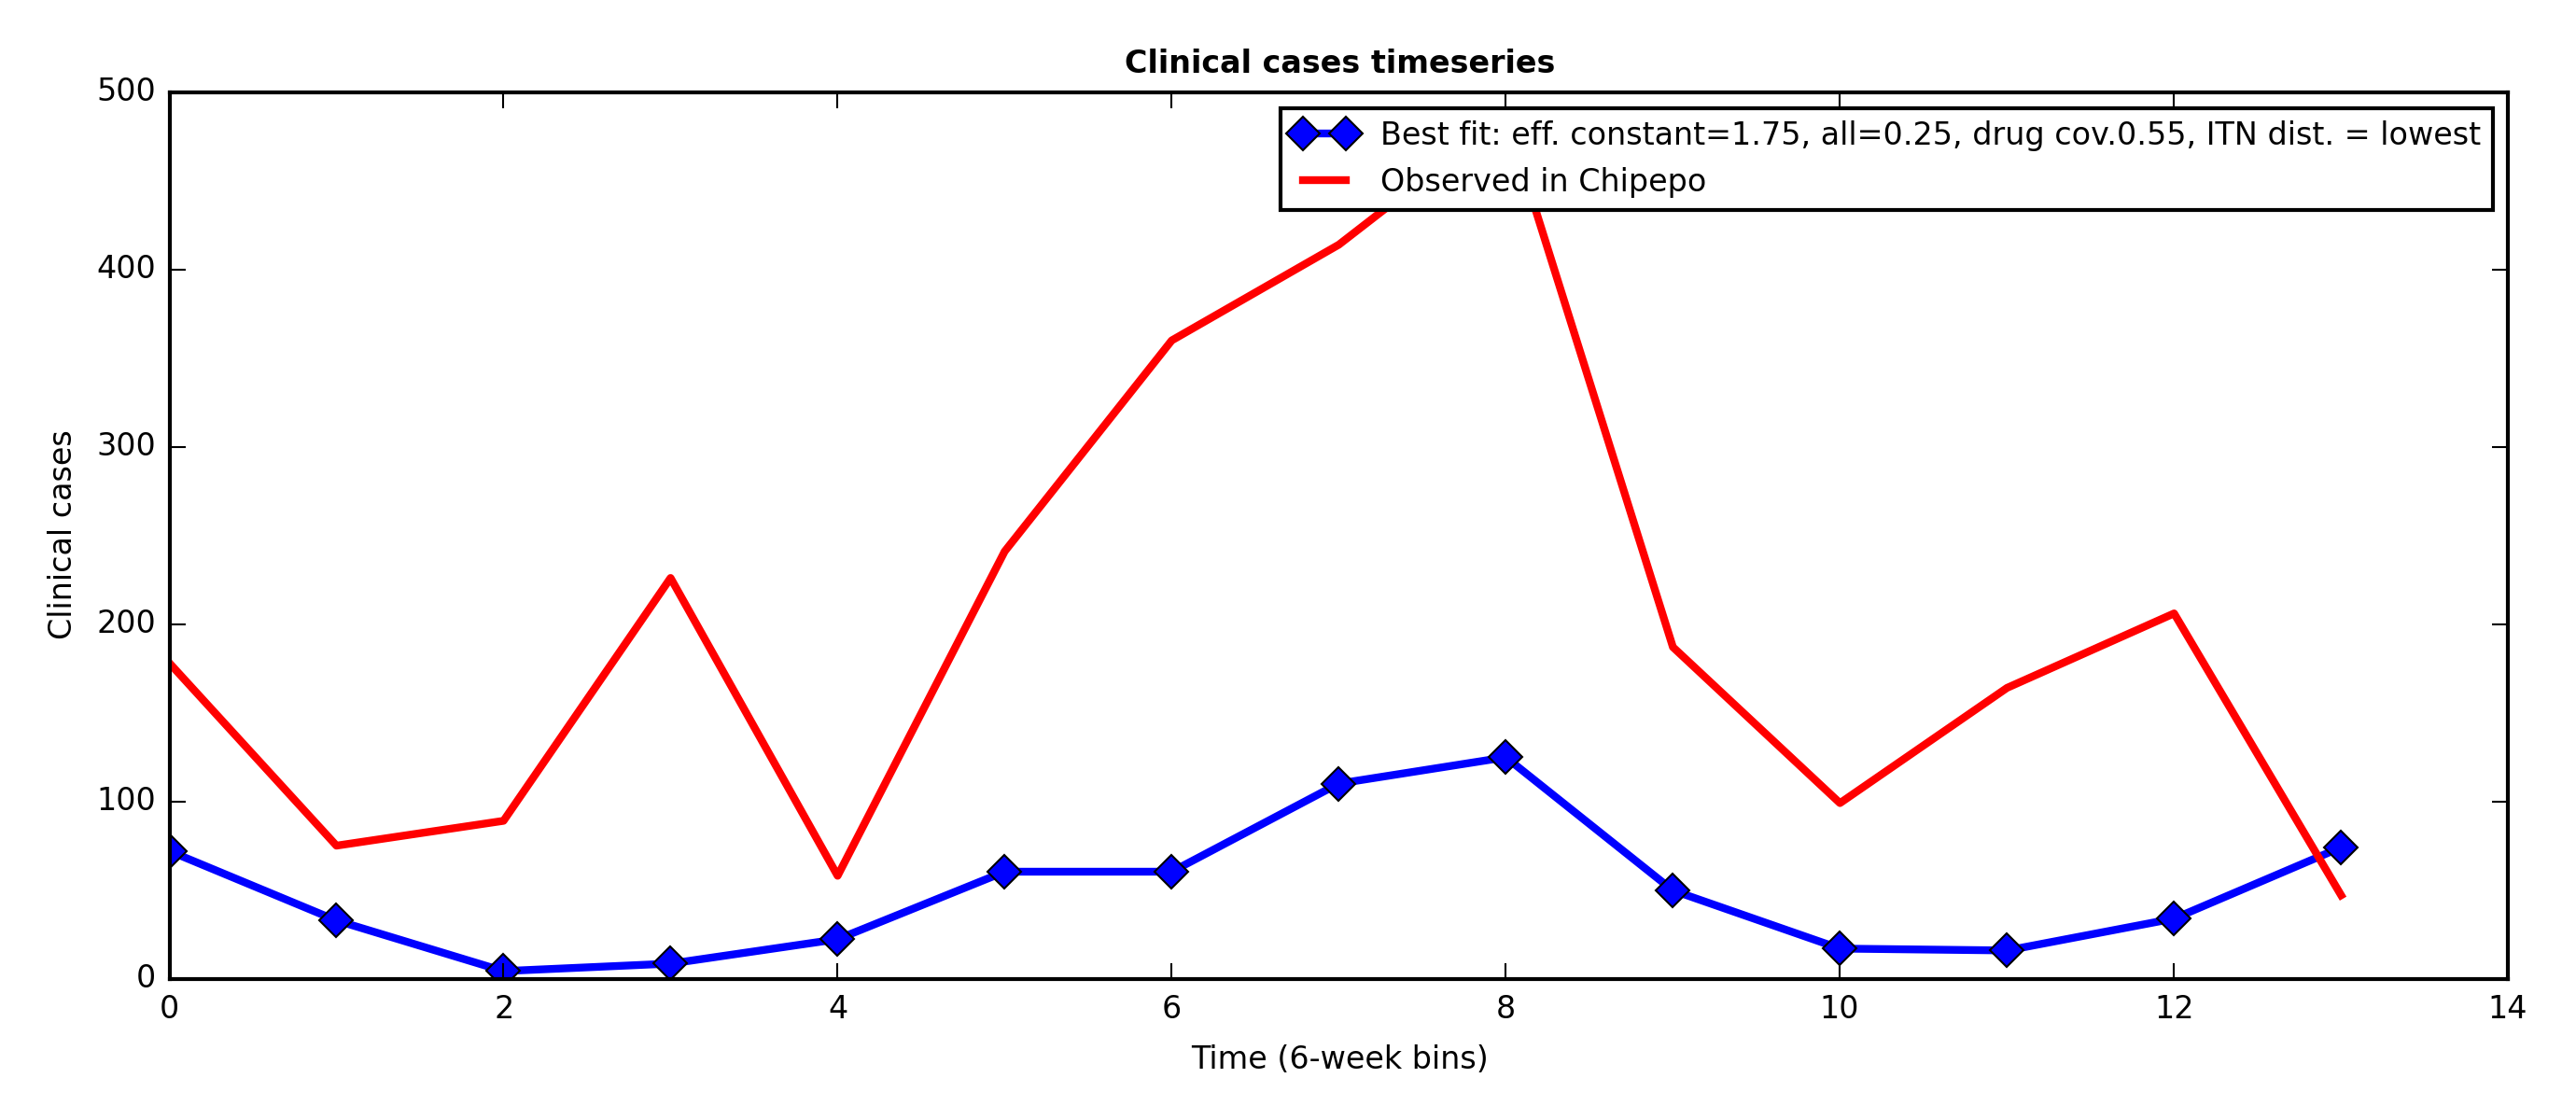 Clinical cases timeseries
500
400
300
200
100
0
Clinical cases
Best fit: eff. constant=1.75, all=0.25, drug cov.0.55, ITN dist. = lowest
Observed in Chipepo
0 2 4 6 8 10 12 14
Time (6-week bins)